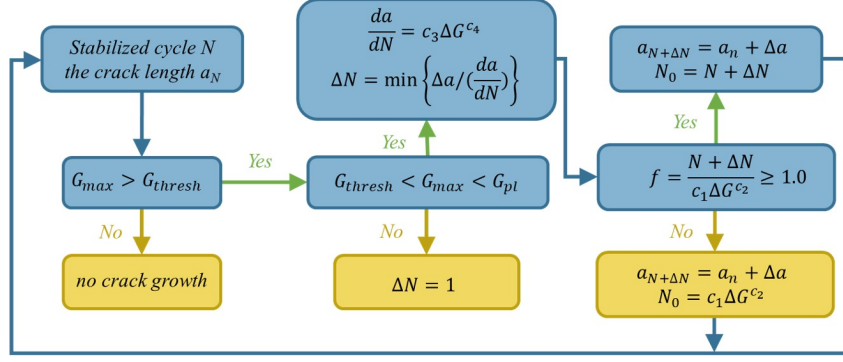 Stabilized cycle N
the crack length a_N
G_max > G_thresh
Yes
No
no crack growth
da/dN = c_3ΔG^{c_4}
ΔN = min{Δa/(da/dN)}
Yes
G_thresh < G_max < G_pl
No
ΔN = 1
a_{N+ΔN} = a_n + Δa
N_0 = N + ΔN
Yes
f = (N + ΔN)/(c_1ΔG^{c_2}) ≥ 1.0
No
a_{N+ΔN} = a_n + Δa
N_0 = c_1ΔG^{c_2}